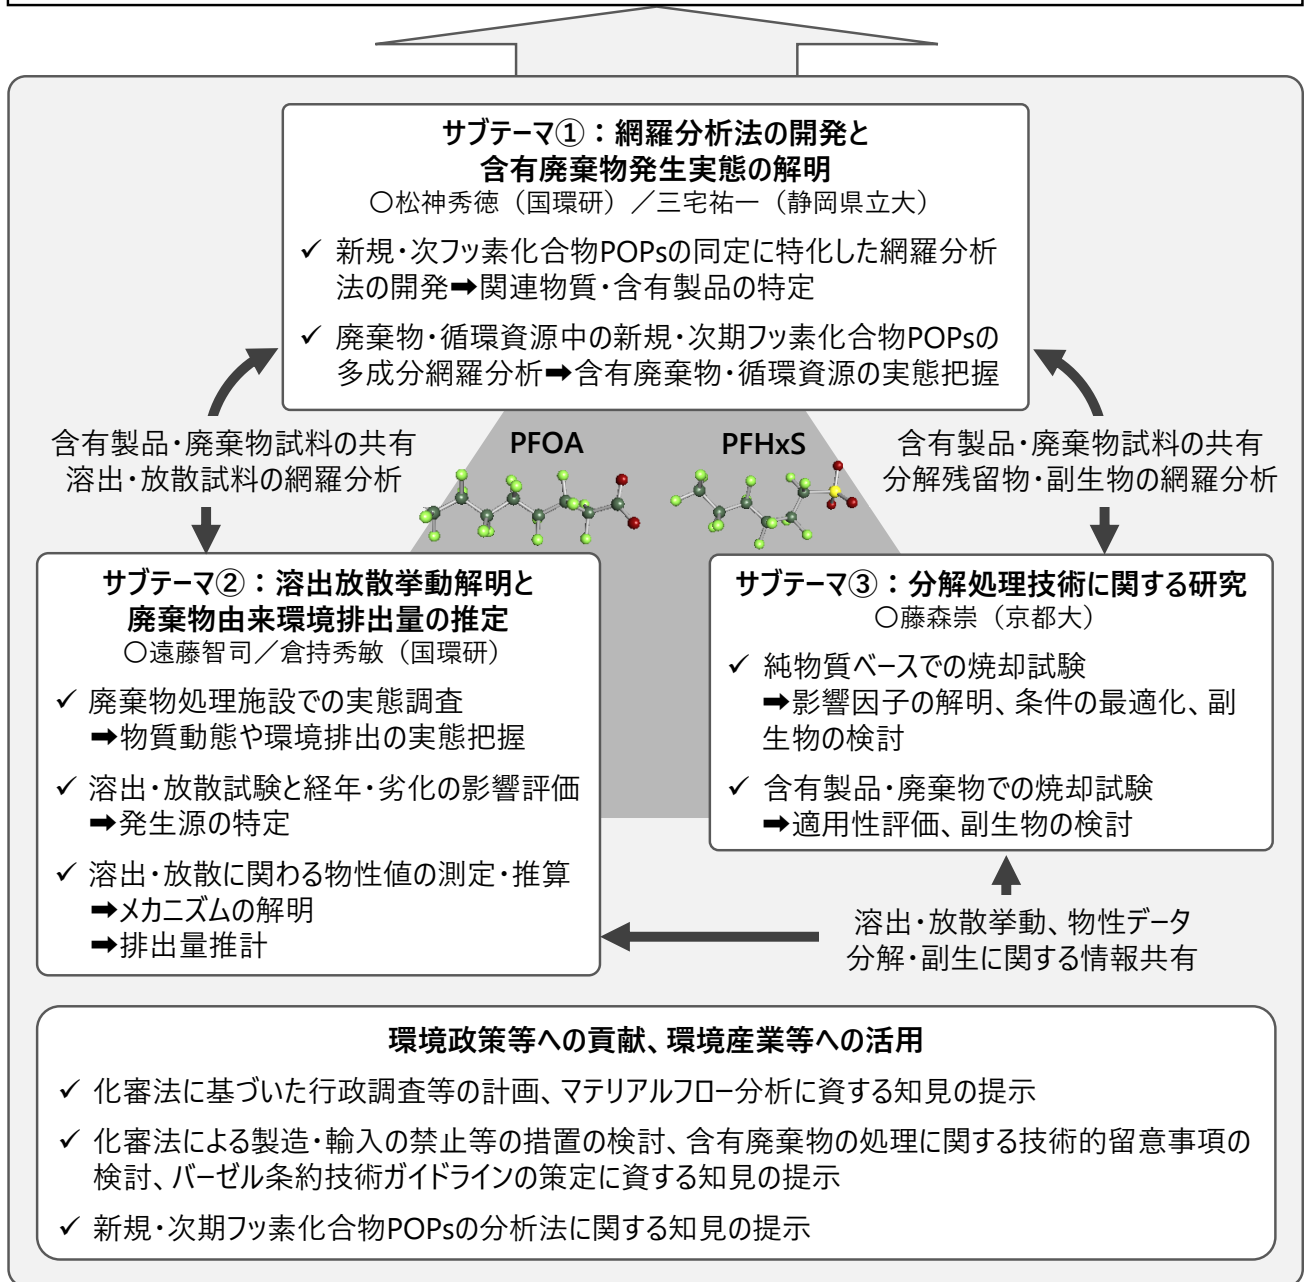 サブテーマ①：網羅分析法の開発と
含有廃棄物発生実態の解明
○松神秀徳（国環研）／三宅祐一（静岡県立大）
✓ 新規・次フッ素化合物POPsの同定に特化した網羅分析
法の開発➡関連物質・含有製品の特定
✓ 廃棄物・循環資源中の新規・次期フッ素化合物POPsの
多成分網羅分析➡含有廃棄物・循環資源の実態把握
含有製品・廃棄物試料の共有
溶出・放散試料の網羅分析
PFOA
PFHxS
含有製品・廃棄物試料の共有
分解残留物・副生物の網羅分析
サブテーマ②：溶出放散挙動解明と
廃棄物由来環境排出量の推定
○遠藤智司／倉持秀敏（国環研）
✓ 廃棄物処理施設での実態調査
➡物質動態や環境排出の実態把握
✓ 溶出・放散試験と経年・劣化の影響評価
➡発生源の特定
✓ 溶出・放散に関わる物性値の測定・推算
➡メカニズムの解明
➡排出量推計
サブテーマ③：分解処理技術に関する研究
○藤森崇（京都大）
✓ 純物質ベースでの焼却試験
➡影響因子の解明、条件の最適化、副
生物の検討
✓ 含有製品・廃棄物での焼却試験
➡適用性評価、副生物の検討
溶出・放散挙動、物性データ
分解・副生に関する情報共有
環境政策等への貢献、環境産業等への活用
✓ 化審法に基づいた行政調査等の計画、マテリアルフロー分析に資する知見の提示
✓ 化審法による製造・輸入の禁止等の措置の検討、含有廃棄物の処理に関する技術的留意事項の
検討、バーゼル条約技術ガイドラインの策定に資する知見の提示
✓ 新規・次期フッ素化合物POPsの分析法に関する知見の提示